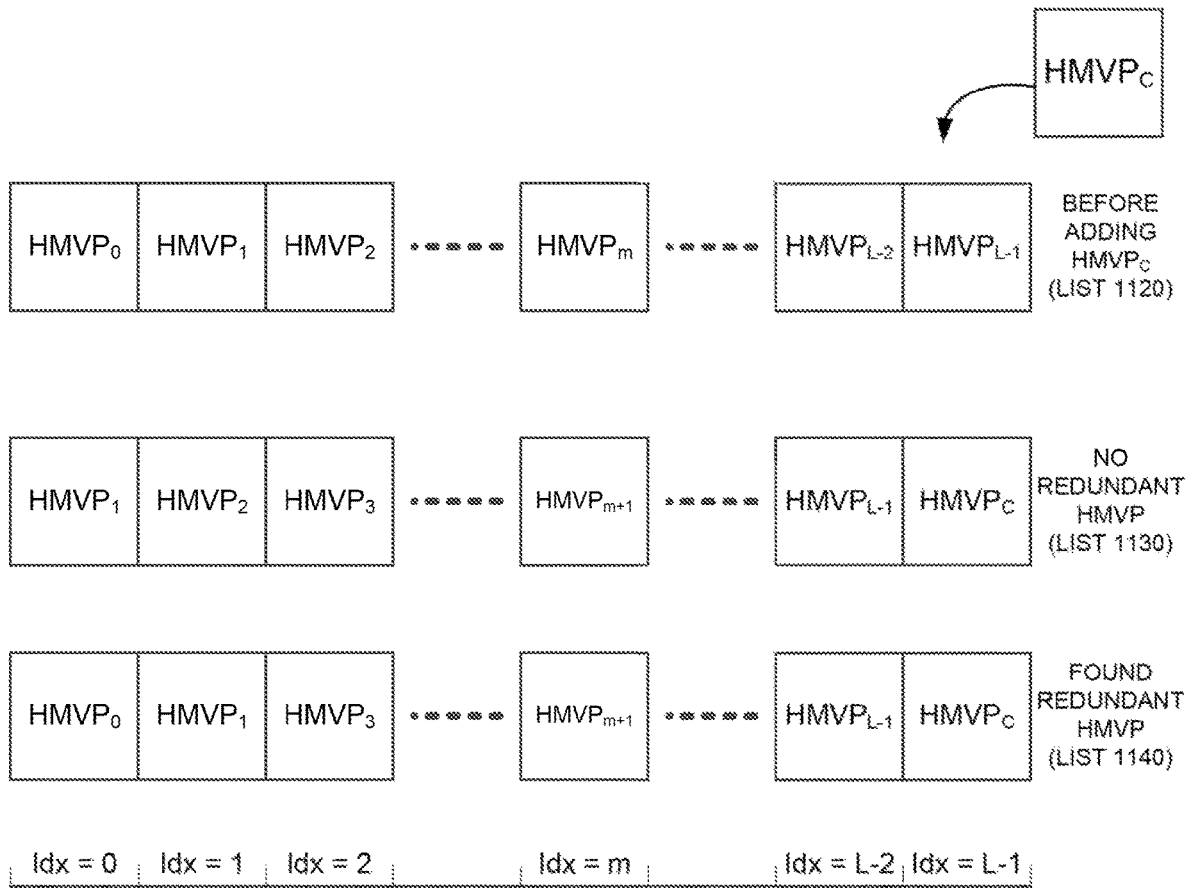 HMVPC
HMVP0 HMVP1 HMVP2 HMVPm HMVPL-2 HMVPL-1
BEFORE
ADDING
HMVPC
(LIST 1120)
HMVP1 HMVP2 HMVP3 HMVPm+1 HMVPL-1 HMVPC
NO
REDUNDANT
HMVP
(LIST 1130)
HMVP0 HMVP1 HMVP3 HMVPm+1 HMVPL-1 HMVPC
FOUND
REDUNDANT
HMVP
(LIST 1140)
Idx = 0 Idx = 1 Idx = 2 Idx = m Idx = L-2 Idx = L-1